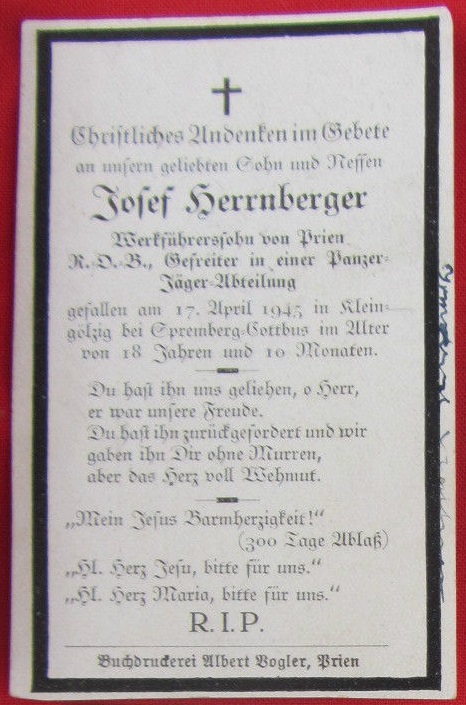 Christliches Andenken im Gebete
an unsern geliebten Sohn und Neffen
Josef Herrnberger
Werkführerssohn von Prien
R.-O.-B., Gefreiter in einer Panzer-
Jäger-Abteilung
gefallen am 17. April 1945 in Klein-
gölzig bei Spremberg-Cottbus im Alter
von 18 Jahren und 10 Monaten.
Du hast ihn uns geliehen, o Herr,
er war unsere Freude.
Du hast ihn zurückgefordert und wir
gaben ihn Dir ohne Murren,
aber das Herz voll Wehmut.
„Mein Jesus Barmherzigkeit!“
(300 Tage Ablaß)
„Hl. Herz Jesu, bitte für uns.“
„Hl. Herz Maria, bitte für uns.“
R. I. P.
Buchdruckerei Albert Vogler, Prien